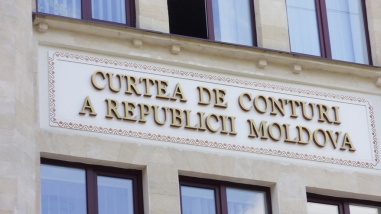 CURTEA DE CONTURI
A REPUBLICII MOLDOVA